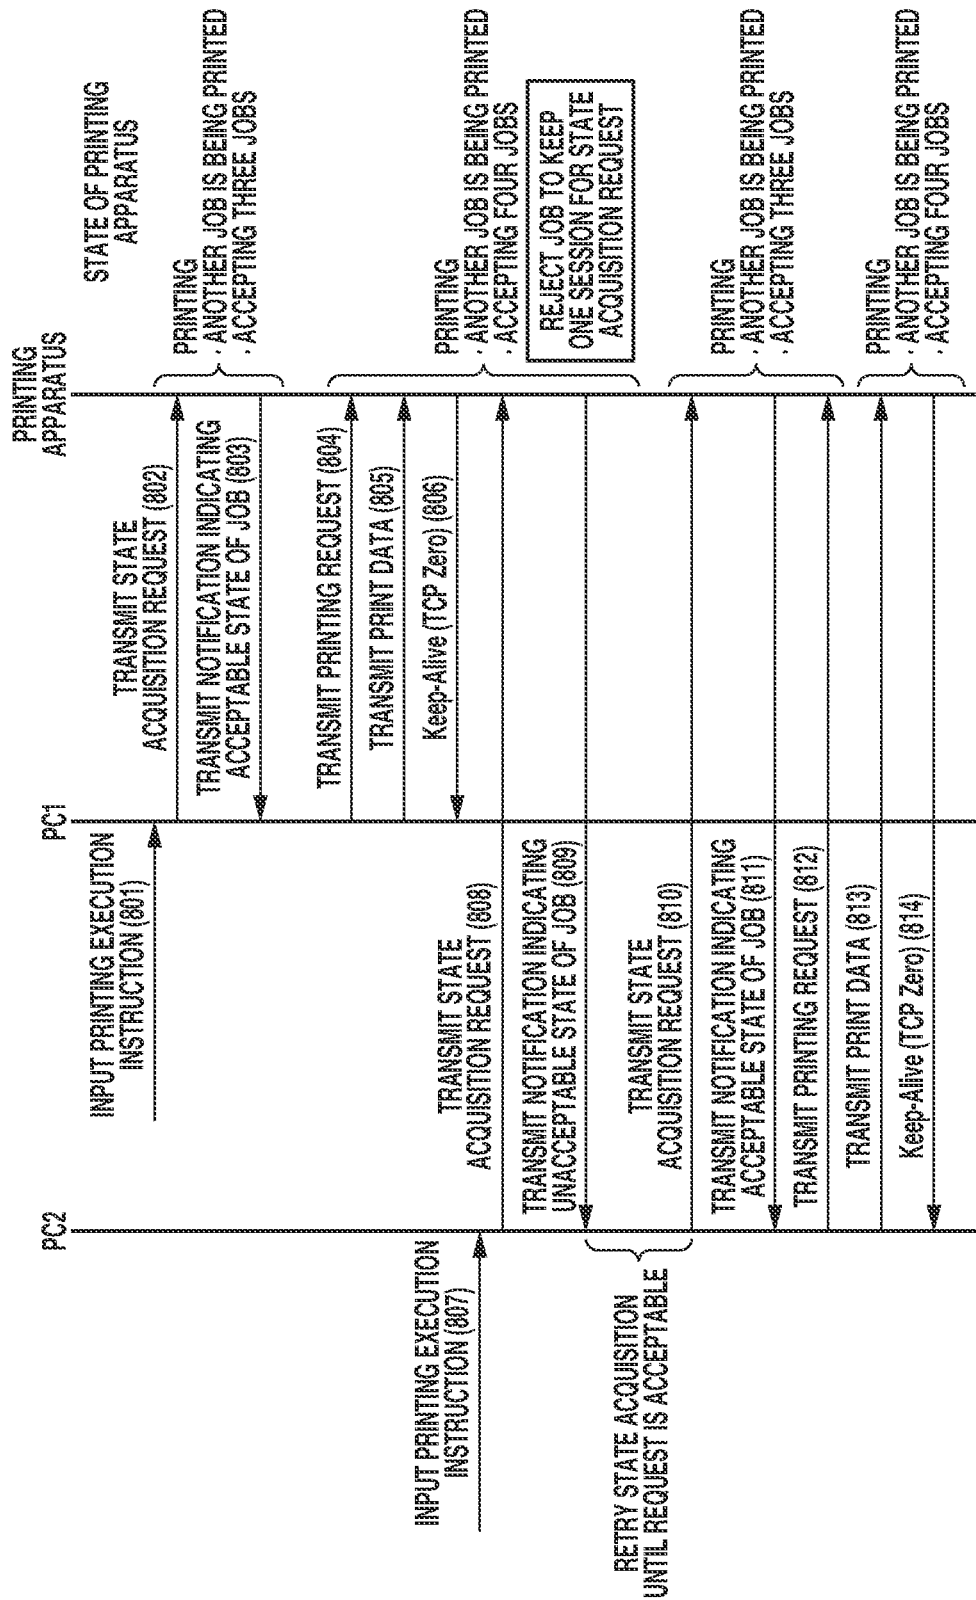 PC2
PC1
PRINTING
APPARATUS
STATE OF PRINTING
APPARATUS
INPUT PRINTING EXECUTION
INSTRUCTION (801)
TRANSMIT STATE
ACQUISITION REQUEST (802)
TRANSMIT NOTIFICATION INDICATING
ACCEPTABLE STATE OF JOB (803)
PRINTING
· ANOTHER JOB IS BEING PRINTED
· ACCEPTING THREE JOBS
TRANSMIT PRINTING REQUEST (804)
TRANSMIT PRINT DATA (805)
Keep-Alive (TCP Zero) (806)
INPUT PRINTING EXECUTION
INSTRUCTION (807)
TRANSMIT STATE
ACQUISITION REQUEST (808)
TRANSMIT NOTIFICATION INDICATING
UNACCEPTABLE STATE OF JOB (809)
PRINTING
· ANOTHER JOB IS BEING PRINTED
· ACCEPTING FOUR JOBS
REJECT JOB TO KEEP
ONE SESSION FOR STATE
ACQUISITION REQUEST
RETRY STATE ACQUISITION
UNTIL REQUEST IS ACCEPTABLE
TRANSMIT STATE
ACQUISITION REQUEST (810)
TRANSMIT NOTIFICATION INDICATING
ACCEPTABLE STATE OF JOB (811)
TRANSMIT PRINTING REQUEST (812)
PRINTING
· ANOTHER JOB IS BEING PRINTED
· ACCEPTING THREE JOBS
TRANSMIT PRINT DATA (813)
Keep-Alive (TCP Zero) (814)
PRINTING
· ANOTHER JOB IS BEING PRINTED
· ACCEPTING FOUR JOBS